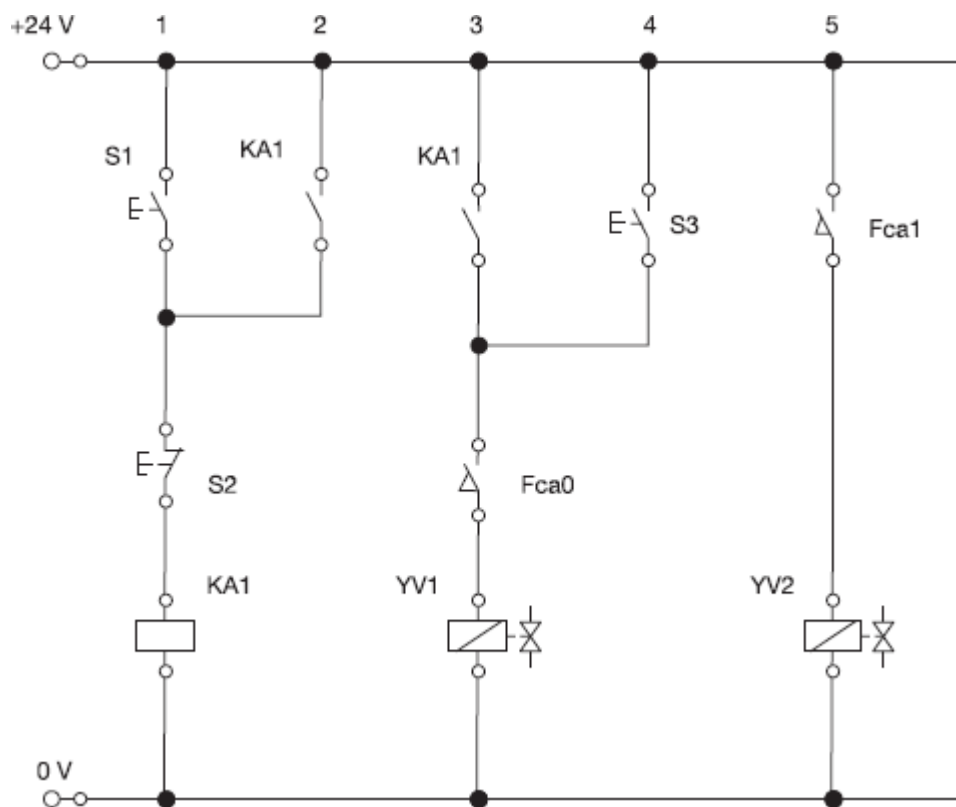 +24 V 1 2 3 4 5
S1 KA1 KA1 S3 Fca1
S2 Fca0
KA1 YV1 YV2
0 V